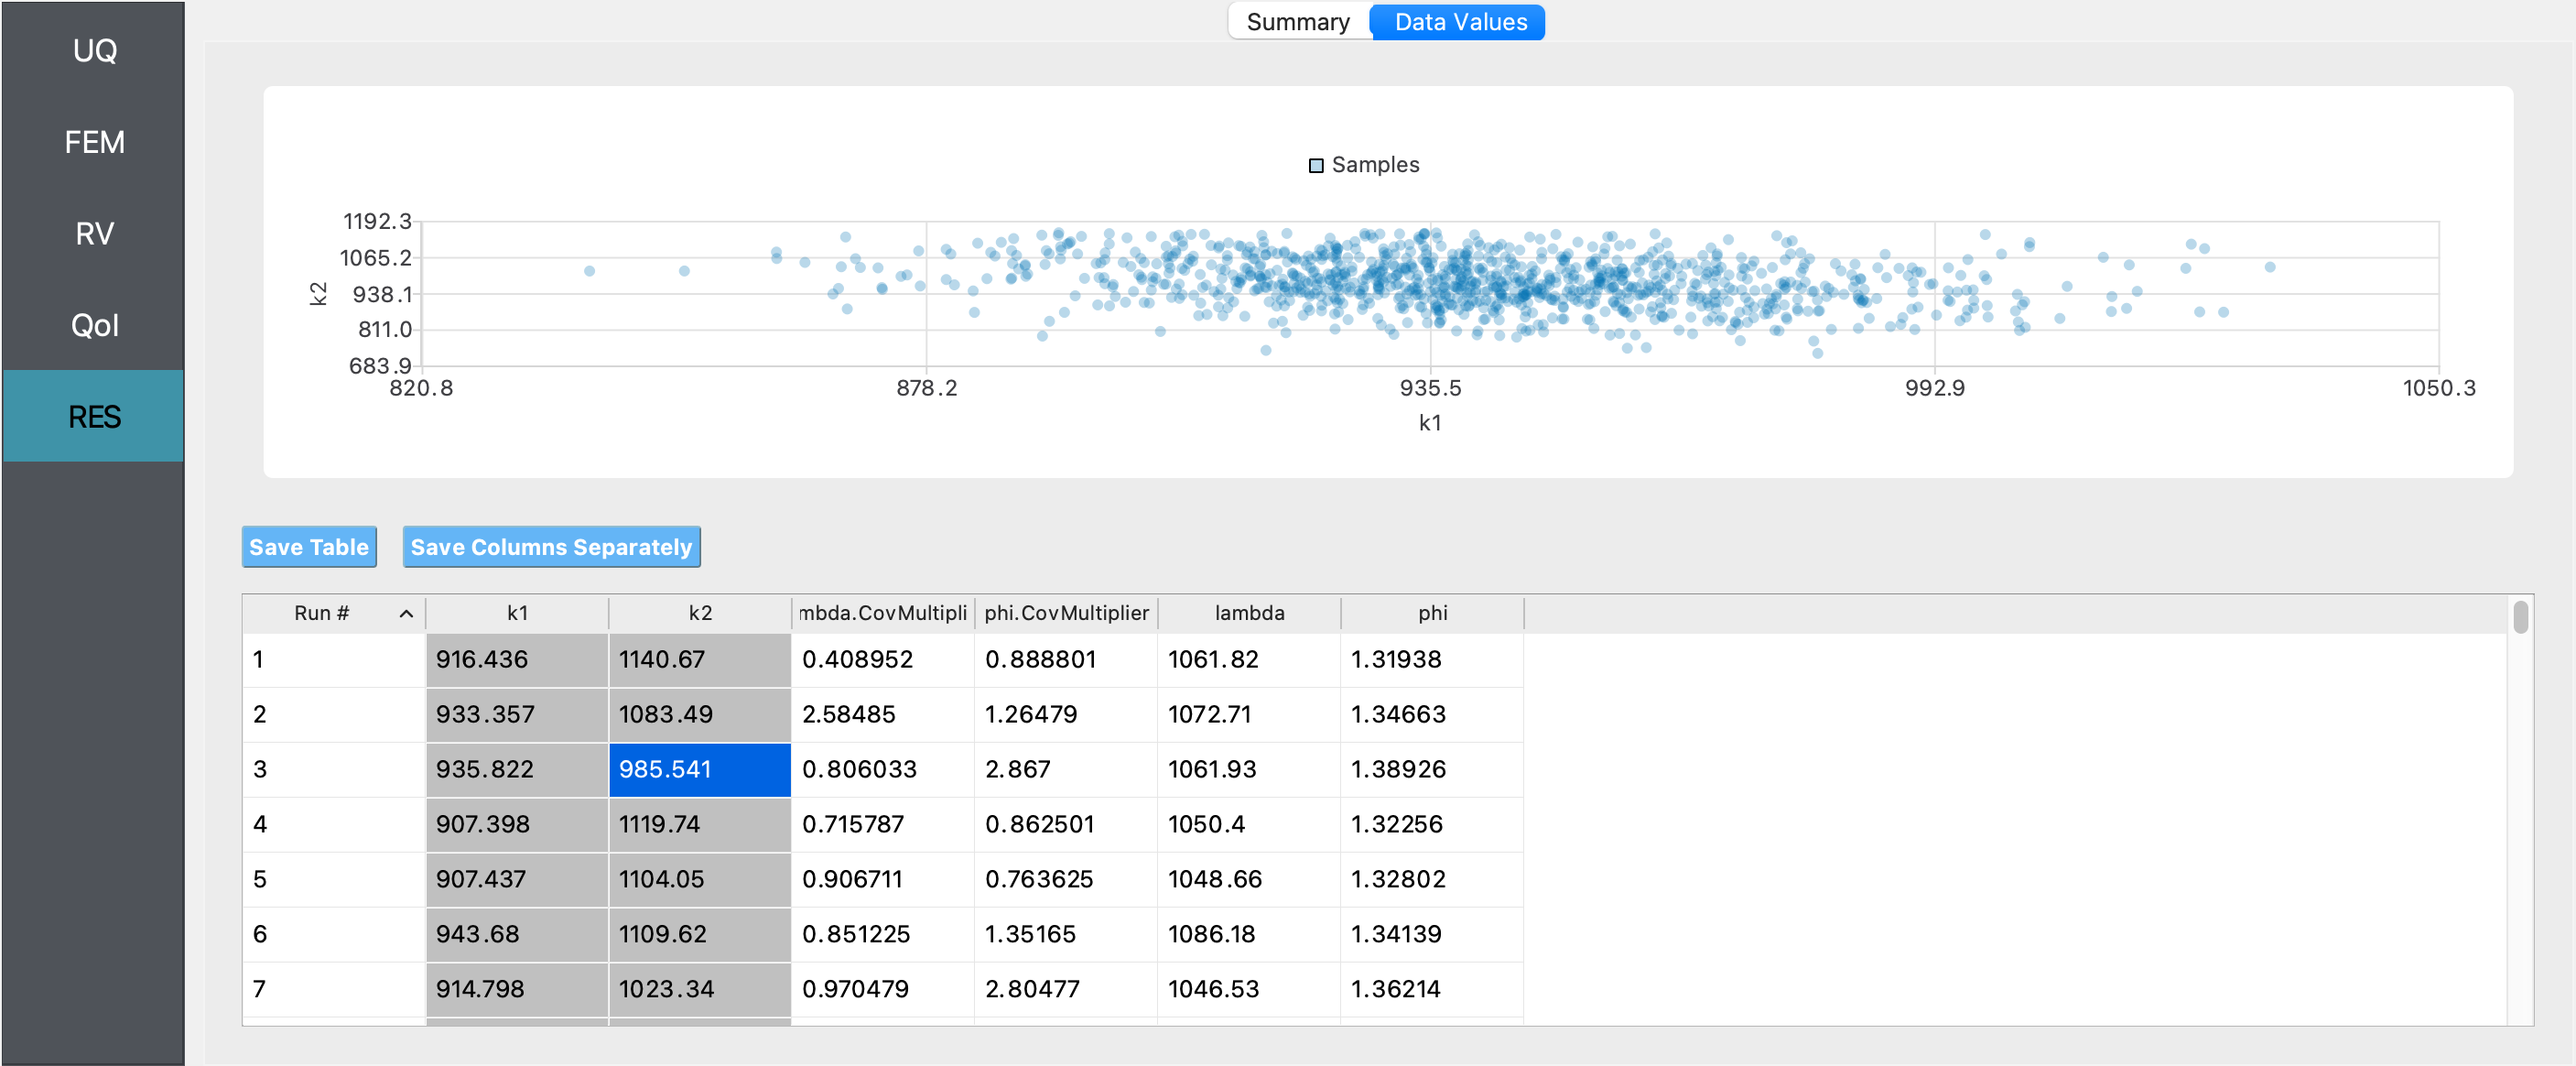 UQ
FEM
RV
QoI
RES
Summary Data Values
Samples
1192.3
1065.2
938.1
811.0
683.9
k2
820.8 878.2 935.5 992.9 1050.3
k1
Save Table Save Columns Separately
Run # k1 k2 mbda.CovMultipli phi.CovMultiplier lambda phi
1 916.436 1140.67 0.408952 0.888801 1061.82 1.31938
2 933.357 1083.49 2.58485 1.26479 1072.71 1.34663
3 935.822 985.541 0.806033 2.867 1061.93 1.38926
4 907.398 1119.74 0.715787 0.862501 1050.4 1.32256
5 907.437 1104.05 0.906711 0.763625 1048.66 1.32802
6 943.68 1109.62 0.851225 1.35165 1086.18 1.34139
7 914.798 1023.34 0.970479 2.80477 1046.53 1.36214